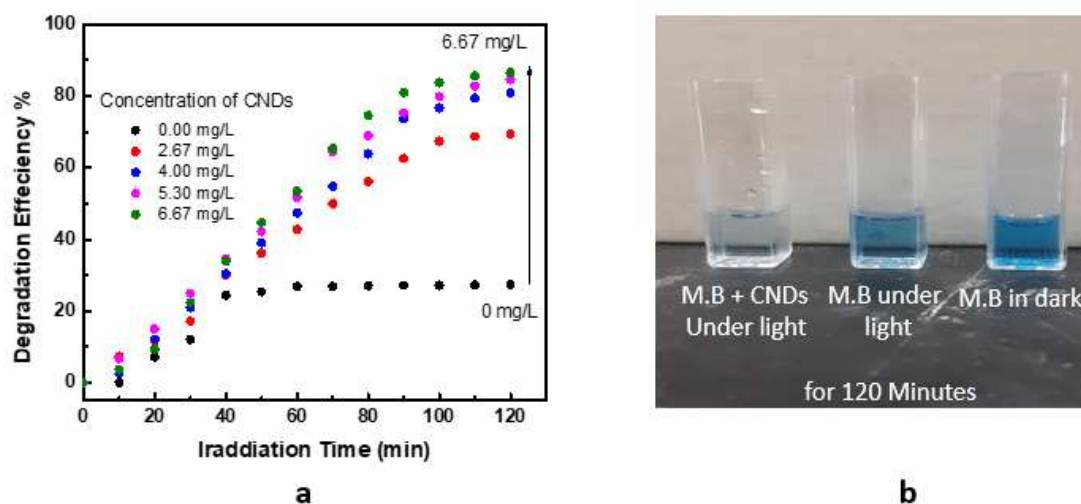 100
80
60
40
20
0
Degradation Effeciency %
Concentration of CNDs
0.00 mg/L
2.67 mg/L
4.00 mg/L
5.30 mg/L
6.67 mg/L
6.67 mg/L
0 mg/L
0 20 40 60 80 100 120
Iraddiation Time (min)
a
M.B + CNDs
Under light
M.B under
light
M.B in dark
for 120 Minutes
b